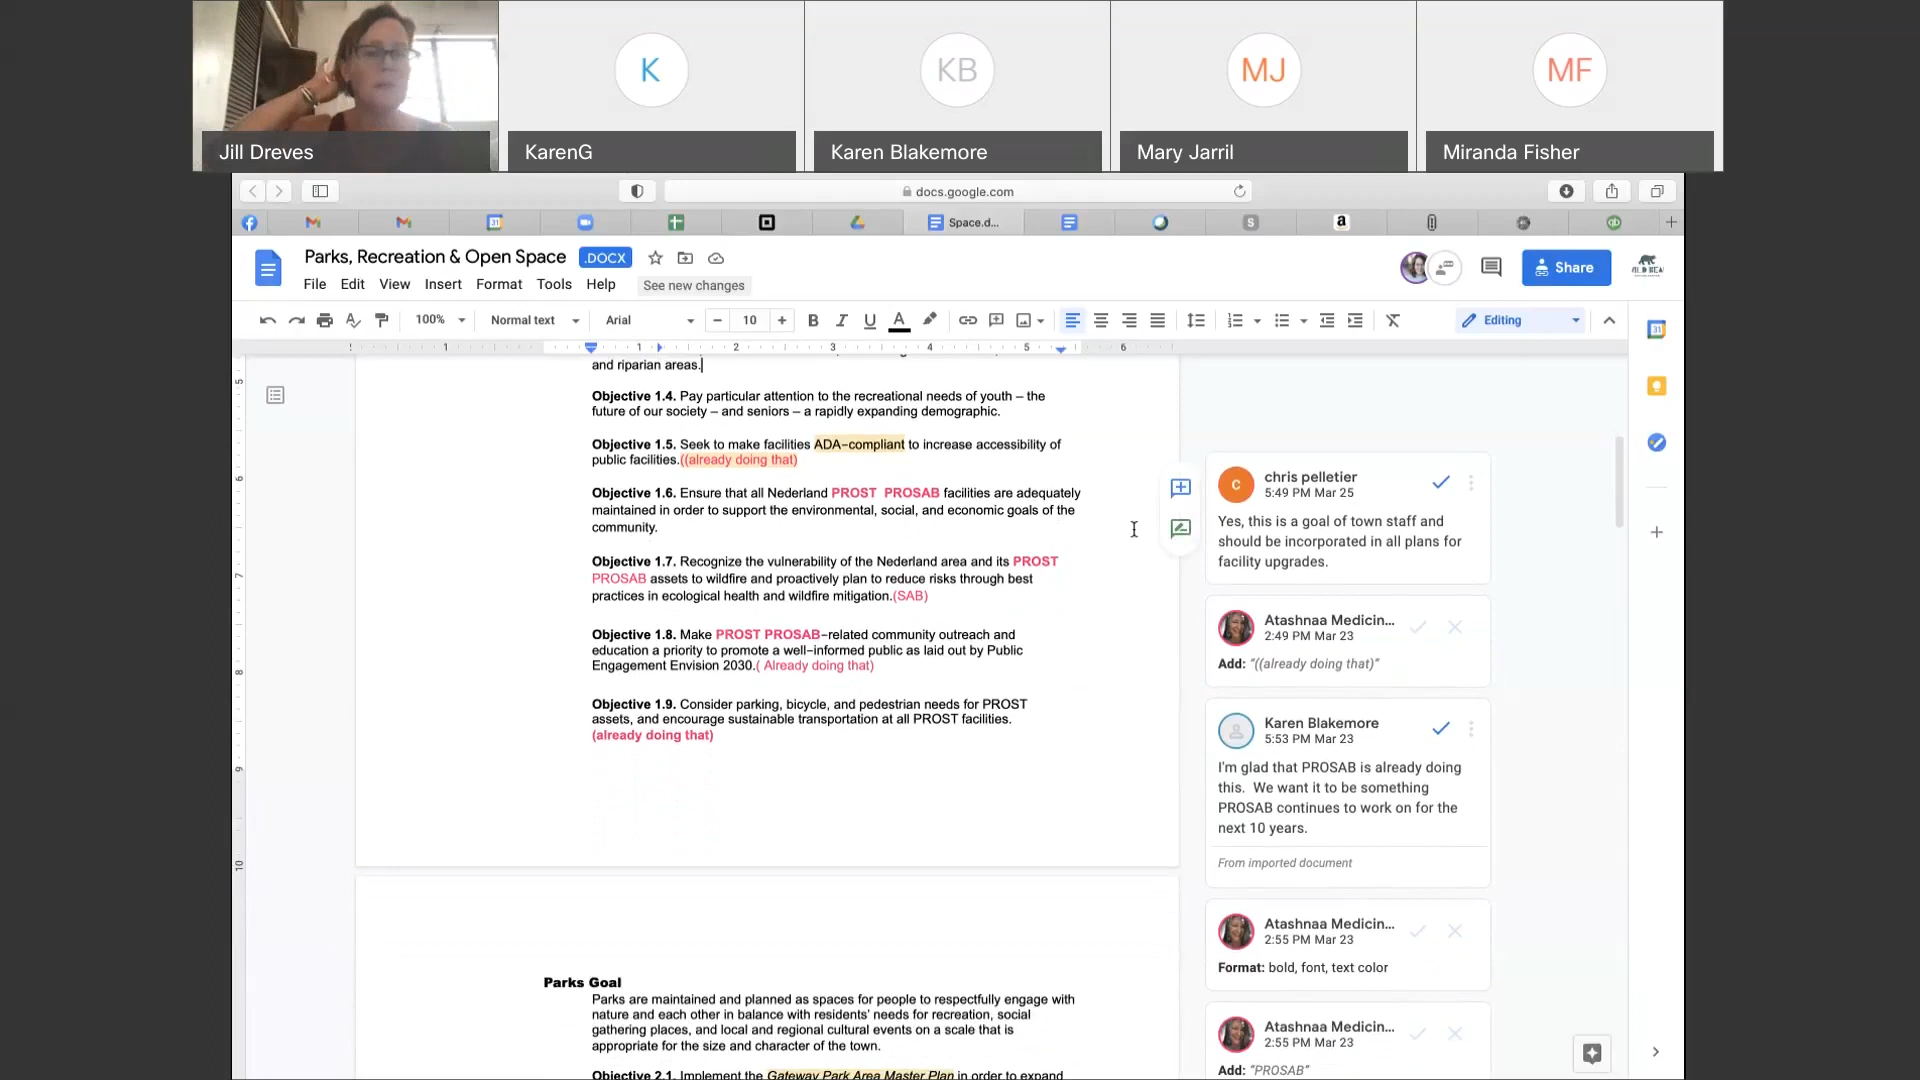 K
KB
MJ
MF
Jill Dreves
KarenG
Karen Blakemore
Mary Jarril
Miranda Fisher
docs.google.com
Space.d...
Parks, Recreation & Open Space
.DOCX
File Edit View Insert Format Tools Help
See new changes
Share
100%
Normal text
Arial
10
Editing
1 1 2 3 4 5 6
and riparian areas.
Objective 1.4. Pay particular attention to the recreational needs of youth – the
future of our society – and seniors – a rapidly expanding demographic.
Objective 1.5. Seek to make facilities ADA–compliant to increase accessibility of
public facilities.((already doing that)
Objective 1.6. Ensure that all Nederland PROST PROSAB facilities are adequately
maintained in order to support the environmental, social, and economic goals of the
community.
Objective 1.7. Recognize the vulnerability of the Nederland area and its PROST
PROSAB assets to wildfire and proactively plan to reduce risks through best
practices in ecological health and wildfire mitigation.(SAB)
Objective 1.8. Make PROST PROSAB–related community outreach and
education a priority to promote a well–informed public as laid out by Public
Engagement Envision 2030.( Already doing that)
Objective 1.9. Consider parking, bicycle, and pedestrian needs for PROST
assets, and encourage sustainable transportation at all PROST facilities.
(already doing that)
Parks Goal
Parks are maintained and planned as spaces for people to respectfully engage with
nature and each other in balance with residents' needs for recreation, social
gathering places, and local and regional cultural events on a scale that is
appropriate for the size and character of the town.
Objective 2.1. Implement the Gateway Park Area Master Plan in order to expand
5
6
7
8
9
10
c
chris pelletier
5:49 PM Mar 25
Yes, this is a goal of town staff and
should be incorporated in all plans for
facility upgrades.
Atashnaa Medicin...
2:49 PM Mar 23
Add: "((already doing that)"
Karen Blakemore
5:53 PM Mar 23
I'm glad that PROSAB is already doing
this. We want it to be something
PROSAB continues to work on for the
next 10 years.
From imported document
Atashnaa Medicin...
2:55 PM Mar 23
Format: bold, font, text color
Atashnaa Medicin...
2:55 PM Mar 23
Add: "PROSAB"